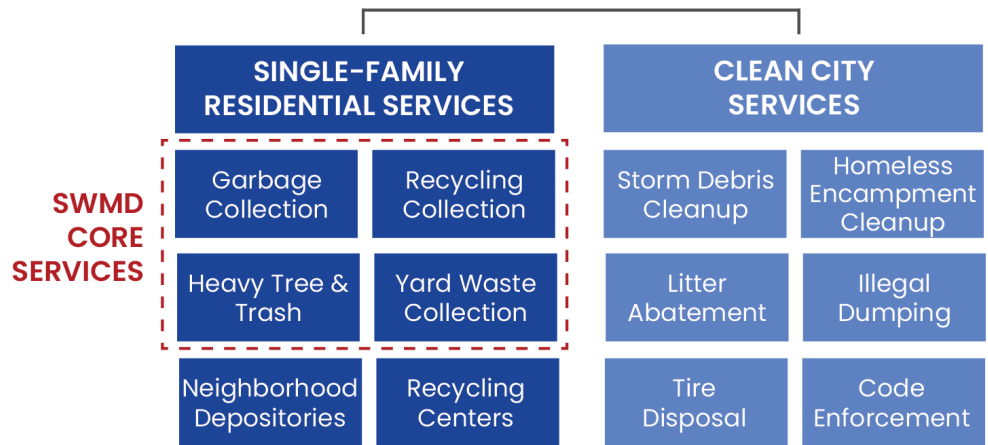 SINGLE-FAMILY
RESIDENTIAL SERVICES
CLEAN CITY
SERVICES
SWMD
CORE
SERVICES
Garbage
Collection
Recycling
Collection
Heavy Tree &
Trash
Yard Waste
Collection
Neighborhood
Depositories
Recycling
Centers
Storm Debris
Cleanup
Homeless
Encampment
Cleanup
Litter
Abatement
Illegal
Dumping
Tire
Disposal
Code
Enforcement